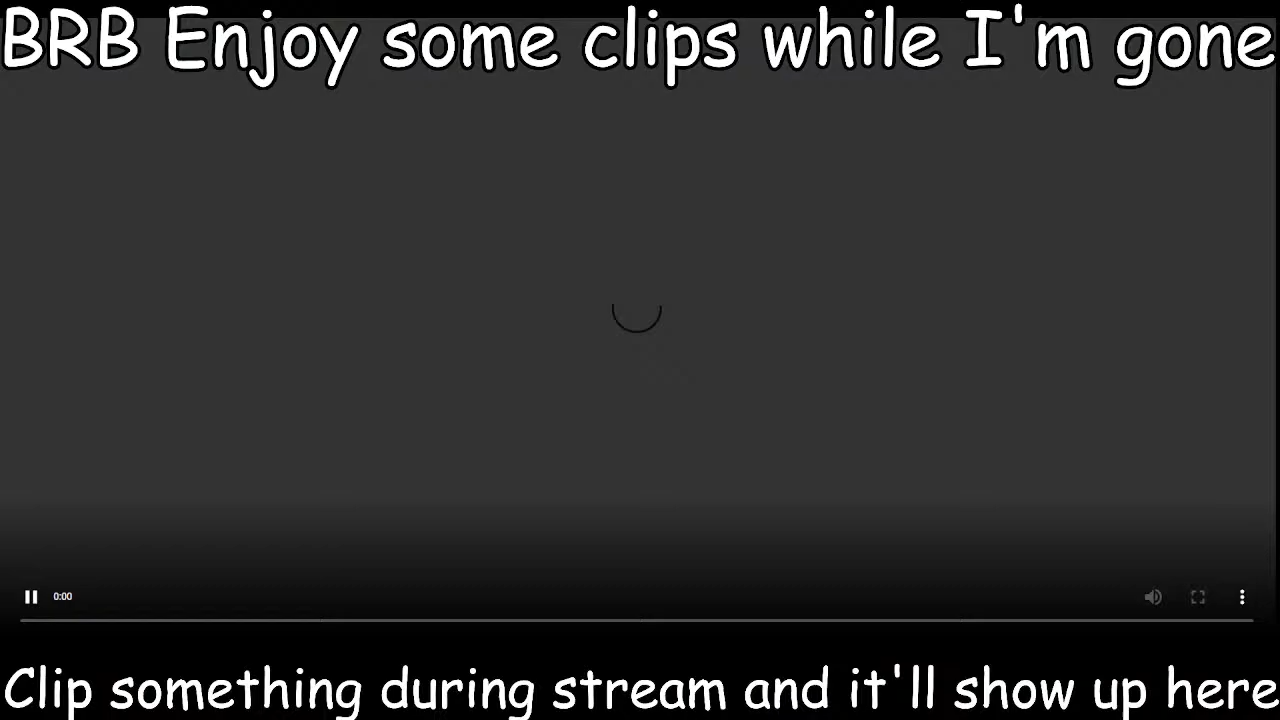 BRB Enjoy some clips while I'm gone
0:00
Clip something during stream and it'll show up here